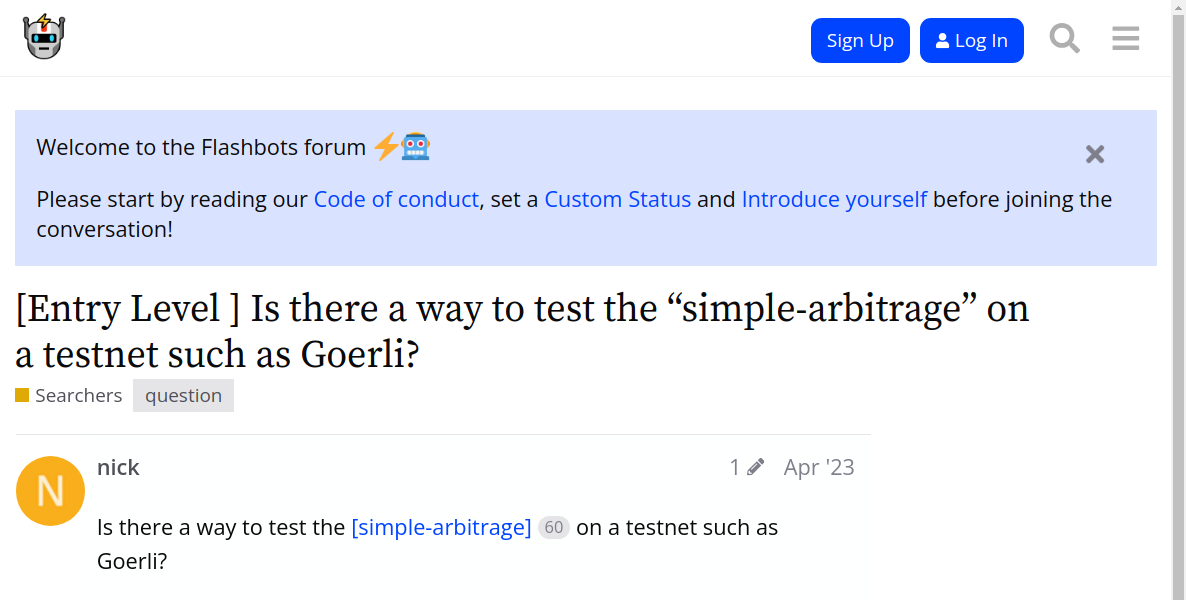 Sign Up
Log In
Welcome to the Flashbots forum
Please start by reading our Code of conduct, set a Custom Status and Introduce yourself before joining the
conversation!
[Entry Level ] Is there a way to test the “simple-arbitrage” on
a testnet such as Goerli?
Searchers question
N
nick 1 Apr '23
Is there a way to test the [simple-arbitrage] 60 on a testnet such as
Goerli?